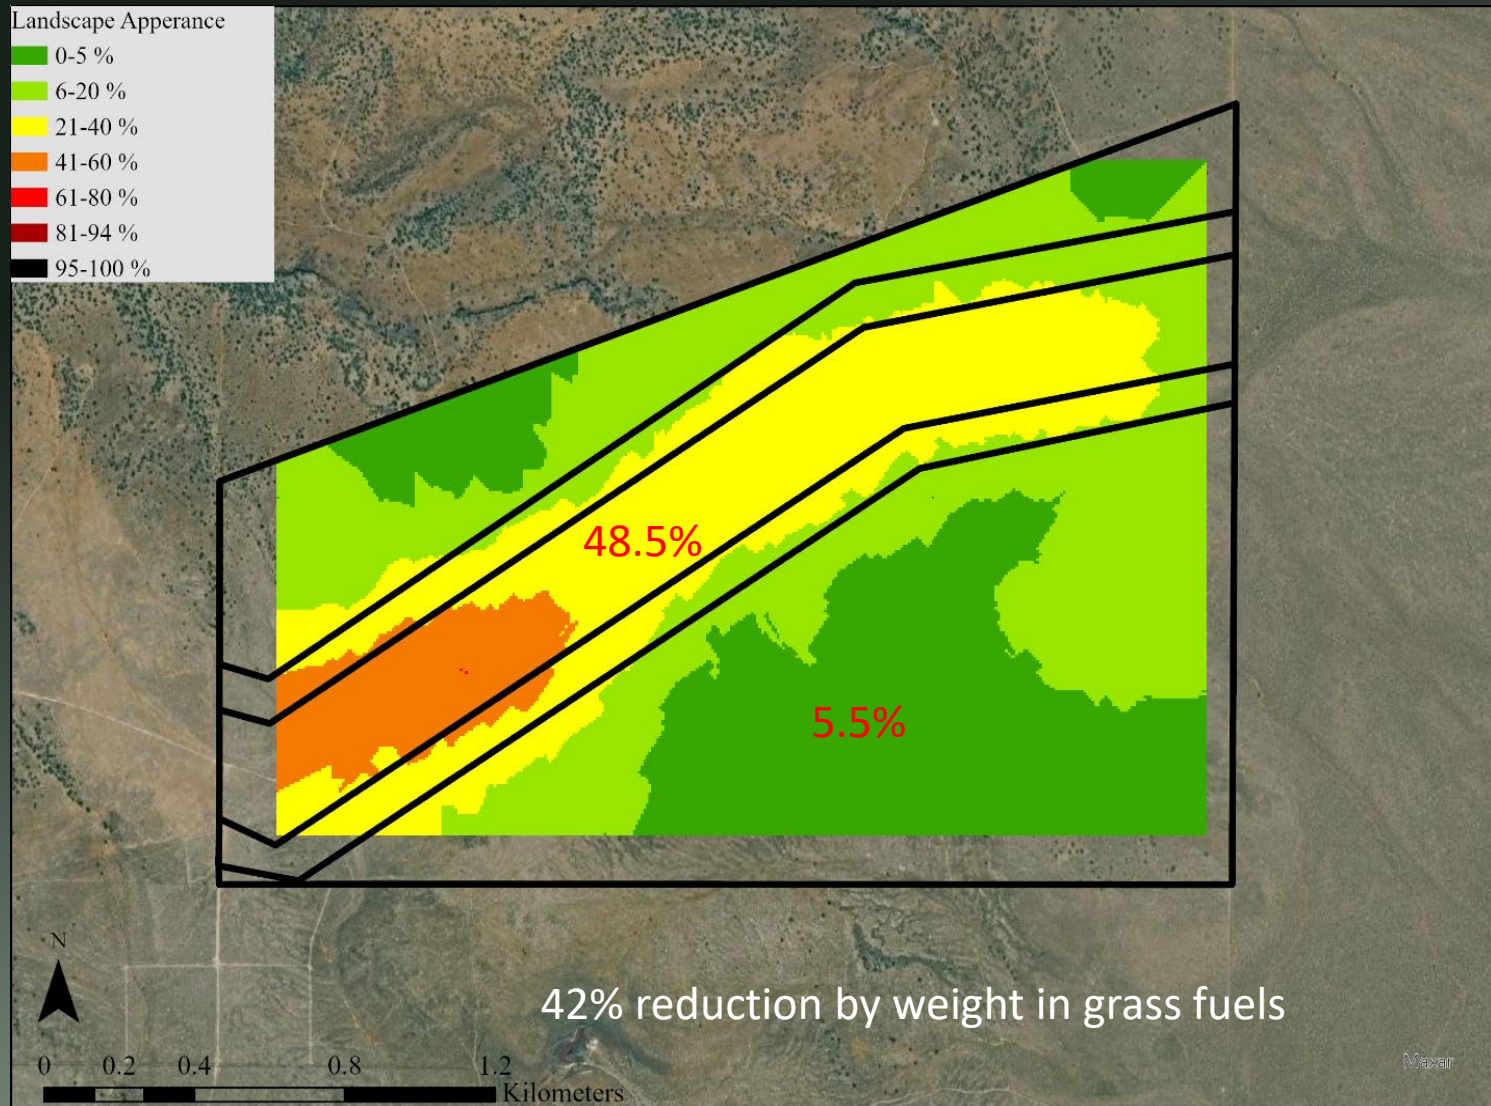 Landscape Apperance
0-5 %
6-20 %
21-40 %
41-60 %
61-80 %
81-94 %
95-100 %
48.5%
5.5%
N
42% reduction by weight in grass fuels
0 0.2 0.4 0.8 1.2
Kilometers
Maxar